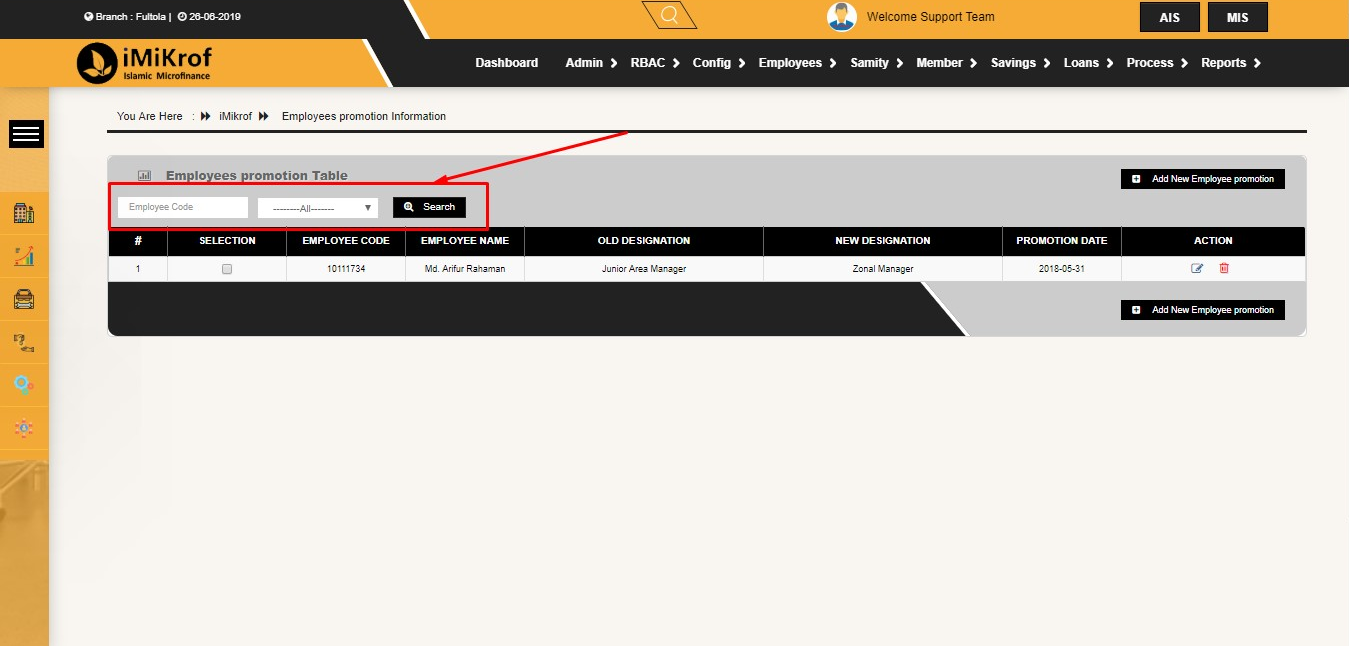 Branch : Fultola | 26-06-2019
Welcome Support Team
AIS
MIS
iMiKrof
Islamic Microfinance
Dashboard Admin RBAC Config Employees Samity Member Savings Loans Process Reports
You Are Here : iMikrof Employees promotion Information
Employees promotion Table
Add New Employee promotion
Employee Code --------All------- Search
# SELECTION EMPLOYEE CODE EMPLOYEE NAME OLD DESIGNATION NEW DESIGNATION PROMOTION DATE ACTION
1 10111734 Md. Arifur Rahaman Junior Area Manager Zonal Manager 2018-05-31
Add New Employee promotion